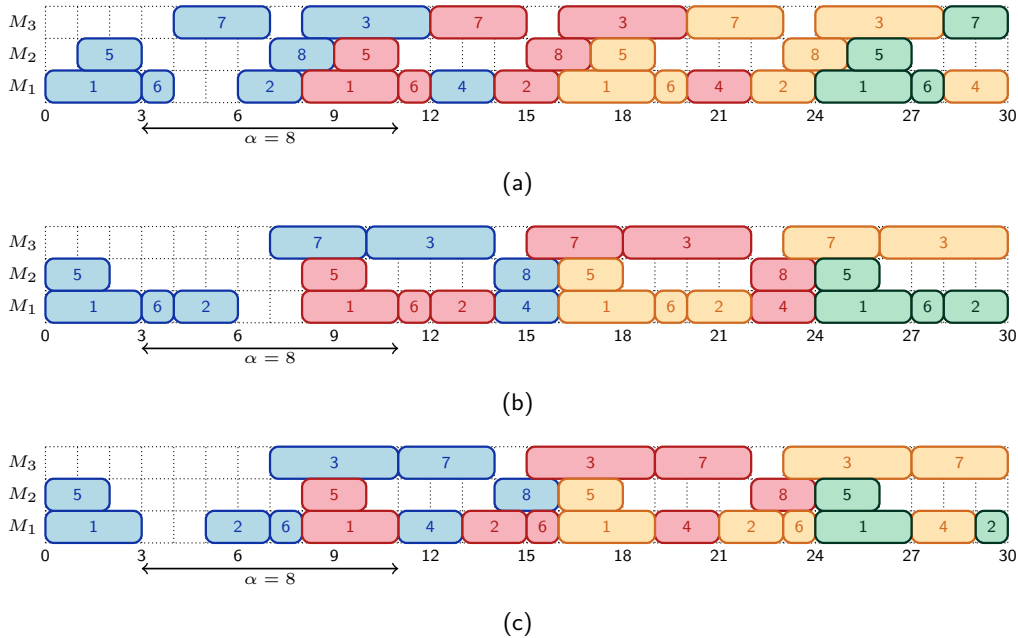 M3 7 3 7 3 7 3 7
M2 5 8 5 8 5 8 5
M1 1 6 2 1 6 4 2 1 6 4 2 1 6 4
0 3 6 9 12 15 18 21 24 27 30
α = 8
(a)
M3 7 3 7 3 7 3
M2 5 5 8 5 8 5
M1 1 6 2 1 6 2 4 1 6 2 4 1 6 2
0 3 6 9 12 15 18 21 24 27 30
α = 8
(b)
M3 3 7 3 7 3 7
M2 5 5 8 5 8 5
M1 1 2 6 1 4 2 6 1 4 2 6 1 4 2
0 3 6 9 12 15 18 21 24 27 30
α = 8
(c)